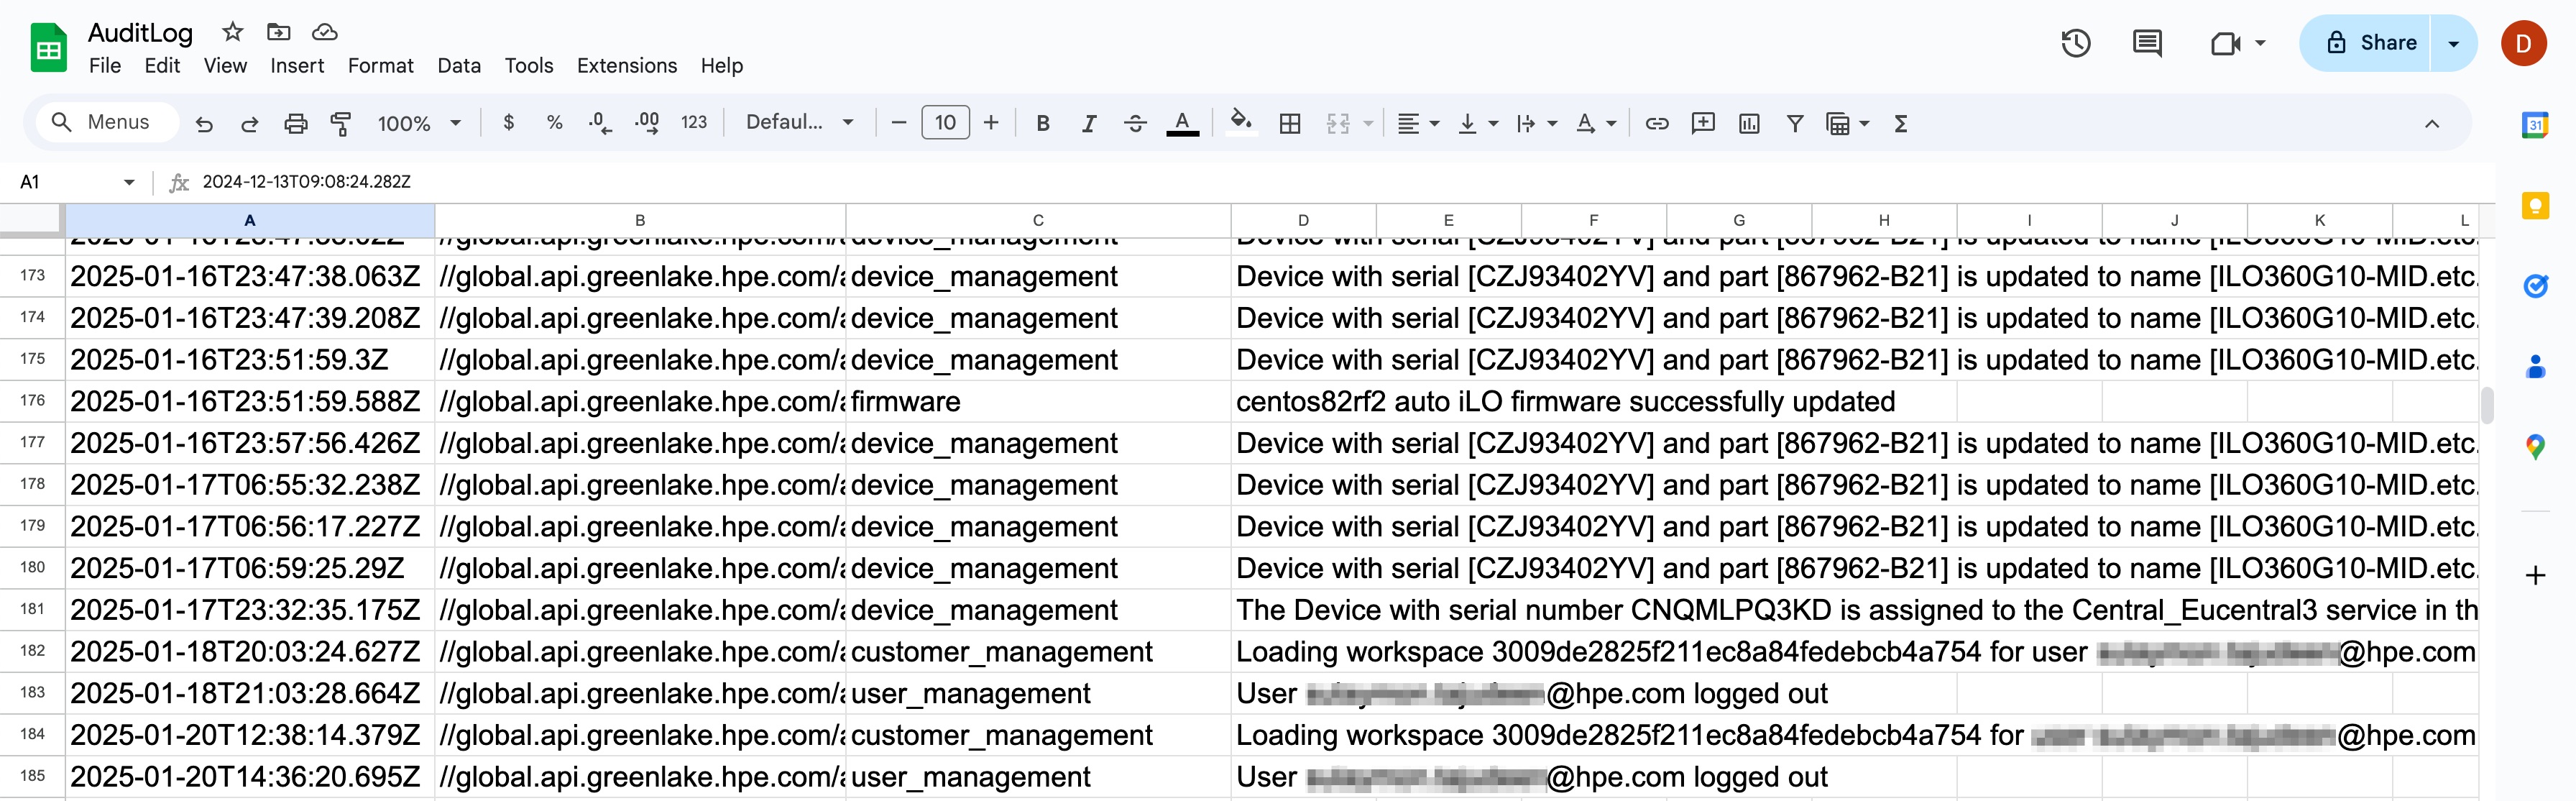 AuditLog
File Edit View Insert Format Data Tools Extensions Help
Share
D
Menus 100% $ % .0 .00 123 Defaul... 10 B I A Σ
31
A1 fx 2024-12-13T09:08:24.282Z
A B C D E F G H I J K L
173 2025-01-16T23:47:38.063Z //global.api.greenlake.hpe.com/a device_management Device with serial [CZJ93402YV] and part [867962-B21] is updated to name [ILO360G10-MID.etc.
174 2025-01-16T23:47:39.208Z //global.api.greenlake.hpe.com/a device_management Device with serial [CZJ93402YV] and part [867962-B21] is updated to name [ILO360G10-MID.etc.
175 2025-01-16T23:51:59.3Z //global.api.greenlake.hpe.com/a device_management Device with serial [CZJ93402YV] and part [867962-B21] is updated to name [ILO360G10-MID.etc.
176 2025-01-16T23:51:59.588Z //global.api.greenlake.hpe.com/a firmware centos82rf2 auto iLO firmware successfully updated
177 2025-01-16T23:57:56.426Z //global.api.greenlake.hpe.com/a device_management Device with serial [CZJ93402YV] and part [867962-B21] is updated to name [ILO360G10-MID.etc.
178 2025-01-17T06:55:32.238Z //global.api.greenlake.hpe.com/a device_management Device with serial [CZJ93402YV] and part [867962-B21] is updated to name [ILO360G10-MID.etc.
179 2025-01-17T06:56:17.227Z //global.api.greenlake.hpe.com/a device_management Device with serial [CZJ93402YV] and part [867962-B21] is updated to name [ILO360G10-MID.etc.
180 2025-01-17T06:59:25.29Z //global.api.greenlake.hpe.com/a device_management Device with serial [CZJ93402YV] and part [867962-B21] is updated to name [ILO360G10-MID.etc.
181 2025-01-17T23:32:35.175Z //global.api.greenlake.hpe.com/a device_management The Device with serial number CNQMLPQ3KD is assigned to the Central_Eucentral3 service in th
182 2025-01-18T20:03:24.627Z //global.api.greenlake.hpe.com/a customer_management Loading workspace 3009de2825f211ec8a84fedebcb4a754 for user @hpe.com
183 2025-01-18T21:03:28.664Z //global.api.greenlake.hpe.com/a user_management User @hpe.com logged out
184 2025-01-20T12:38:14.379Z //global.api.greenlake.hpe.com/a customer_management Loading workspace 3009de2825f211ec8a84fedebcb4a754 for @hpe.com
185 2025-01-20T14:36:20.695Z //global.api.greenlake.hpe.com/a user_management User @hpe.com logged out